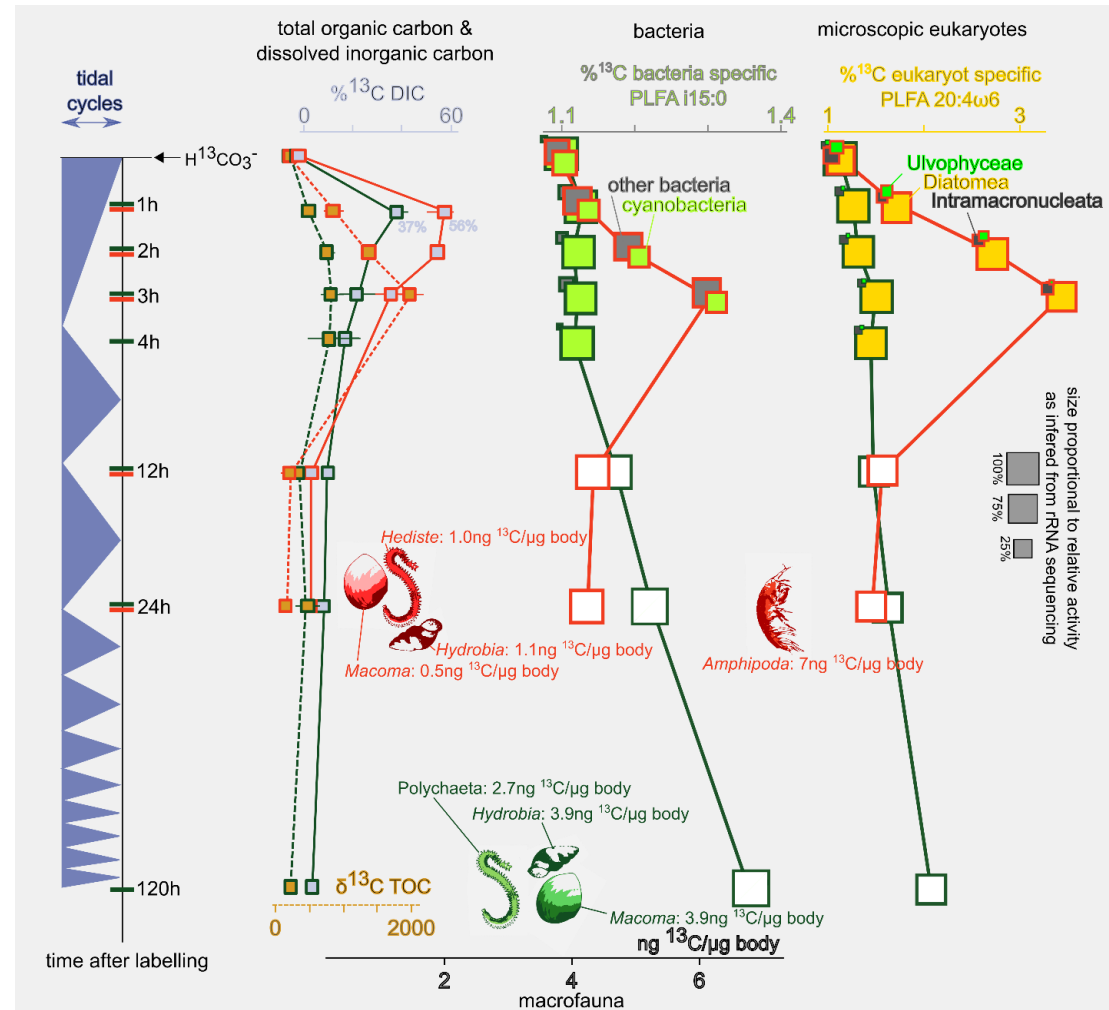 total organic carbon &
dissolved inorganic carbon
bacteria
microscopic eukaryotes
tidal
cycles
%13C DIC
0 60
%13C bacteria specific
PLFA i15:0
1.1 1.4
%13C eukaryot specific
PLFA 20:4ω6
1 3
H13CO3-
1h
2h
3h
4h
12h
24h
120h
time after labelling
37%
56%
other bacteria
cyanobacteria
Ulvophyceae
Diatomea
Intramacronucleata
size proportional to relative activity
as infered from rRNA sequencing
100%
75%
25%
Hediste: 1.0ng 13C/µg body
Hydrobia: 1.1ng 13C/µg body
Macoma: 0.5ng 13C/µg body
Amphipoda: 7ng 13C/µg body
Polychaeta: 2.7ng 13C/µg body
Hydrobia: 3.9ng 13C/µg body
Macoma: 3.9ng 13C/µg body
δ13C TOC
0 2000
ng 13C/µg body
2 4 6
macrofauna